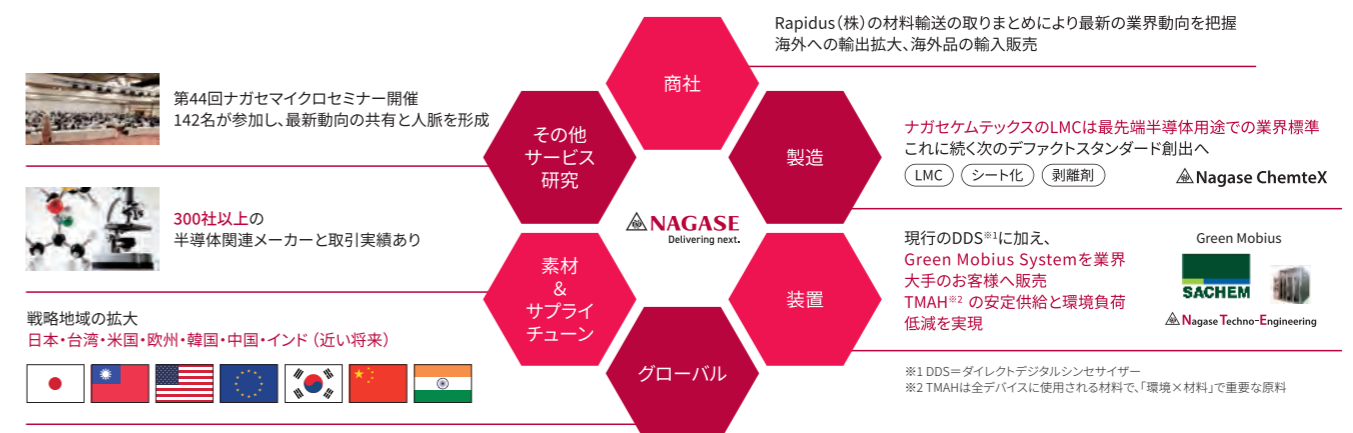 商社
Rapidus（株）の材料輸送の取りまとめにより最新の業界動向を把握
海外への輸出拡大、海外品の輸入販売
製造
ナガセケムテックスのLMCは最先端半導体用途での業界標準
これに続く次のデファクトスタンダード創出へ
LMC シート化 剥離剤
Nagase ChemteX
装置
現行のDDS※1に加え、
Green Mobius Systemを業界
大手のお客様へ販売
TMAH※2 の安定供給と環境負荷
低減を実現
Green Mobius
SACHEM
Nagase Techno-Engineering
※1 DDS＝ダイレクトデジタルシンセサイザー
※2 TMAHは全デバイスに使用される材料で、「環境×材料」で重要な原料
グローバル
戦略地域の拡大
日本・台湾・米国・欧州・韓国・中国・インド（近い将来）
素材
&
サプライ
チェーン
300社以上の
半導体関連メーカーと取引実績あり
その他
サービス
研究
第44回ナガセマイクロセミナー開催
142名が参加し、最新動向の共有と人脈を形成
NAGASE
Delivering next.